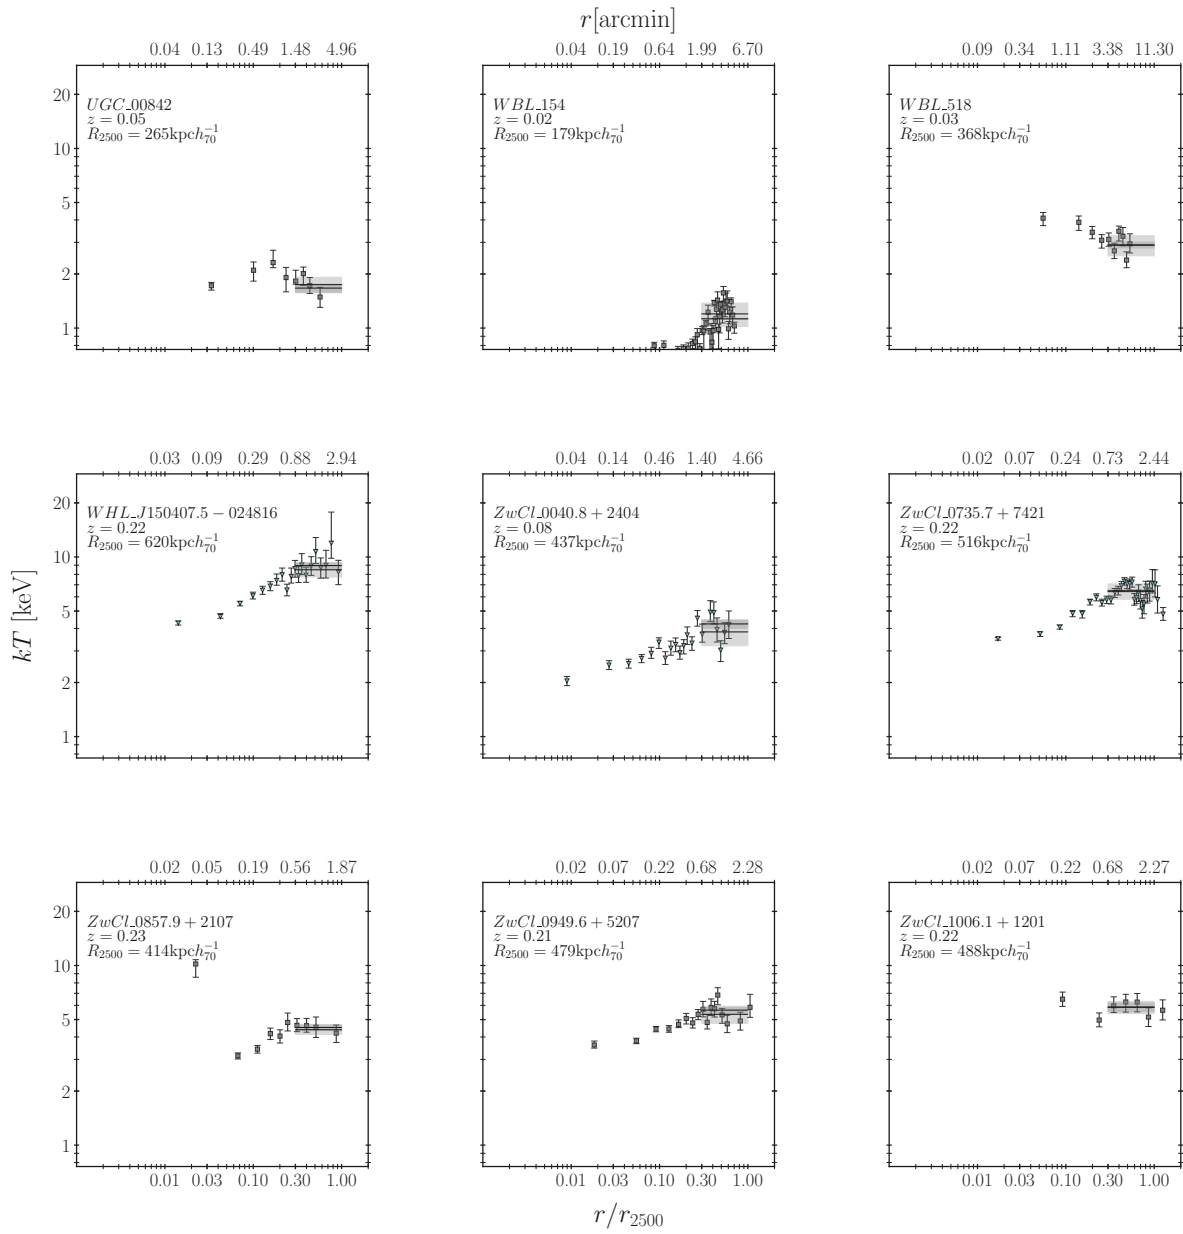 r[arcmin]
0.04 0.13 0.49 1.48 4.96
0.04 0.19 0.64 1.99 6.70
0.09 0.34 1.11 3.38 11.30
20
10
5
2
1
UGC_00842
z = 0.05
R2500 = 265kpch70^-1
WBL_154
z = 0.02
R2500 = 179kpch70^-1
WBL_518
z = 0.03
R2500 = 368kpch70^-1
0.03 0.09 0.29 0.88 2.94
0.04 0.14 0.46 1.40 4.66
0.02 0.07 0.24 0.73 2.44
kT [keV]
20
10
5
2
1
WHL_J150407.5 − 024816
z = 0.22
R2500 = 620kpch70^-1
ZwCl_0040.8 + 2404
z = 0.08
R2500 = 437kpch70^-1
ZwCl_0735.7 + 7421
z = 0.22
R2500 = 516kpch70^-1
0.02 0.05 0.19 0.56 1.87
0.02 0.07 0.22 0.68 2.28
0.02 0.07 0.22 0.68 2.27
20
10
5
2
1
ZwCl_0857.9 + 2107
z = 0.23
R2500 = 414kpch70^-1
ZwCl_0949.6 + 5207
z = 0.21
R2500 = 479kpch70^-1
ZwCl_1006.1 + 1201
z = 0.22
R2500 = 488kpch70^-1
0.01 0.03 0.10 0.30 1.00
0.01 0.03 0.10 0.30 1.00
0.01 0.03 0.10 0.30 1.00
r/r2500